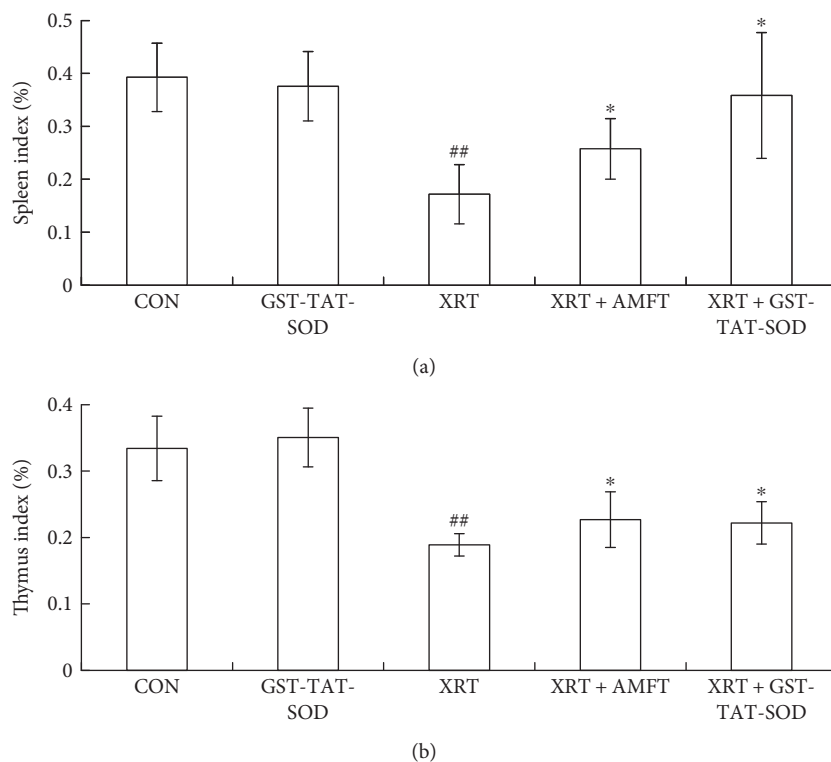 0.5
0.4
0.3
0.2
0.1
0
Spleen index (%)
##
*
*
CON
GST-TAT-
SOD
XRT
XRT + AMFT
XRT + GST-
TAT-SOD
(a)
0.4
0.3
0.2
0.1
0
Thymus index (%)
##
*
*
CON
GST-TAT-
SOD
XRT
XRT + AMFT
XRT + GST-
TAT-SOD
(b)